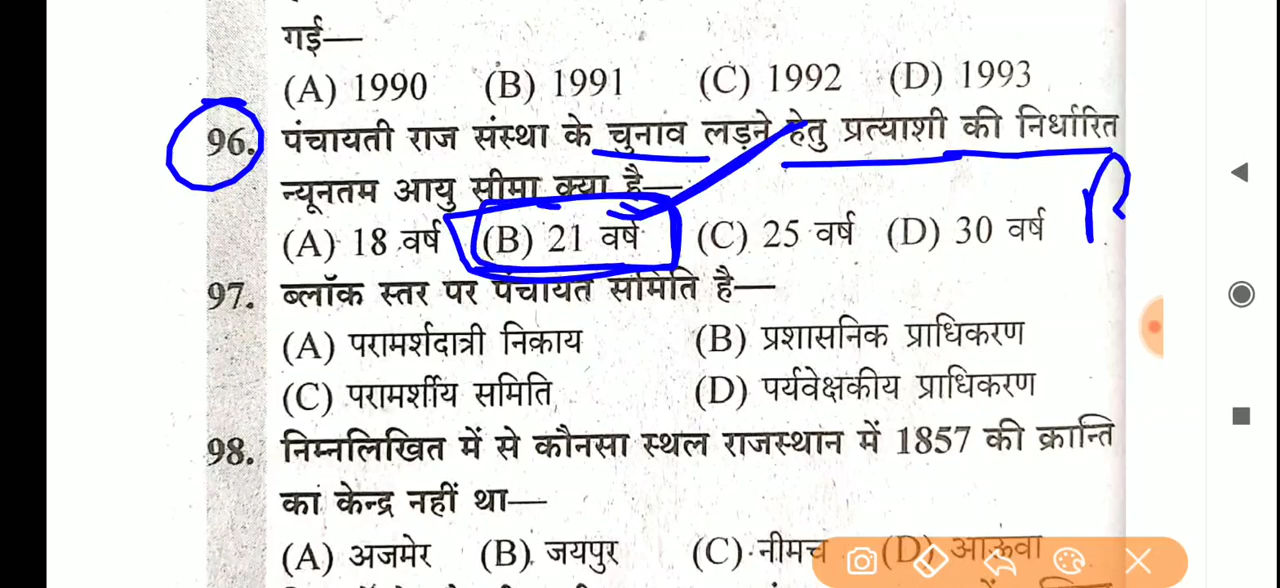 गई—
(A) 1990 (B) 1991 (C) 1992 (D) 1993
96. पंचायती राज संस्था के चुनाव लड़ने हेतु प्रत्याशी की निर्धारित
न्यूनतम आयु सीमा क्या है—
(A) 18 वर्ष (B) 21 वर्ष (C) 25 वर्ष (D) 30 वर्ष
97. ब्लॉक स्तर पर पंचायत समिति है—
(A) परामर्शदात्री निकाय (B) प्रशासनिक प्राधिकरण
(C) परामर्शीय समिति (D) पर्यवेक्षकीय प्राधिकरण
98. निम्नलिखित में से कौनसा स्थल राजस्थान में 1857 की क्रान्ति
का केन्द्र नहीं था—
(A) अजमेर (B) जयपुर (C) नीमच (D) आऊवा